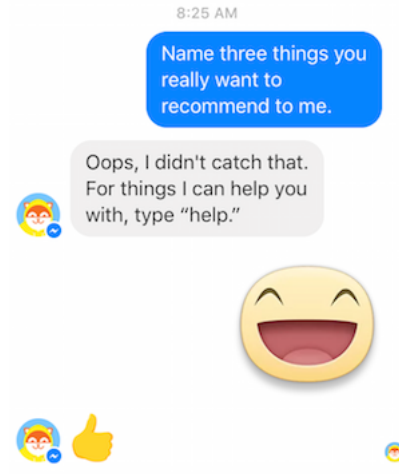 8:25 AM
Name three things you
really want to
recommend to me.
Oops, I didn't catch that.
For things I can help you
with, type “help.”